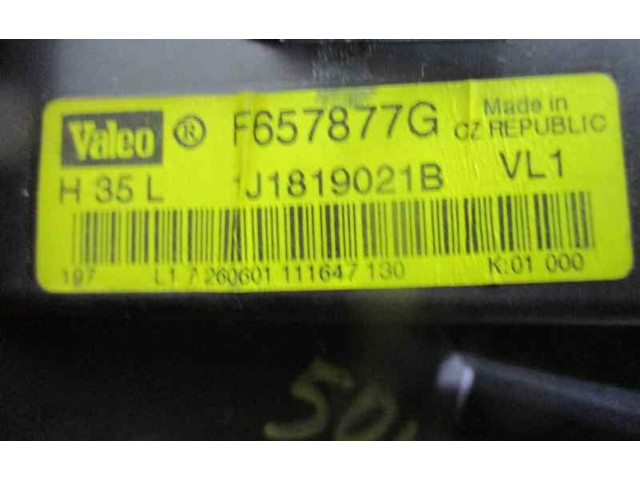 Valeo ® F657877G Made in
CZ REPUBLIC
H 35 L 1J1819021B VL1
197 L1 7 260601 111647 130 K:01 000